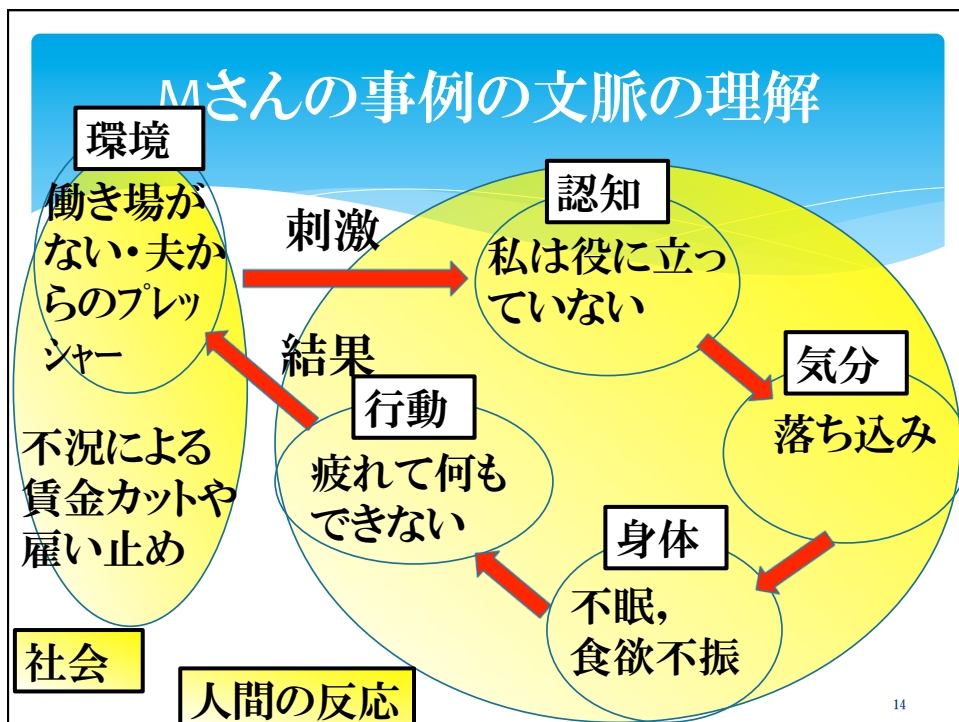 Mさんの事例の文脈の理解
環境
働き場が
ない・夫か
らのプレッ
シャー
不況による
賃金カットや
雇い止め
社会
刺激
結果
認知
私は役に立っ
ていない
気分
落ち込み
身体
不眠，
食欲不振
行動
疲れて何も
できない
人間の反応
14